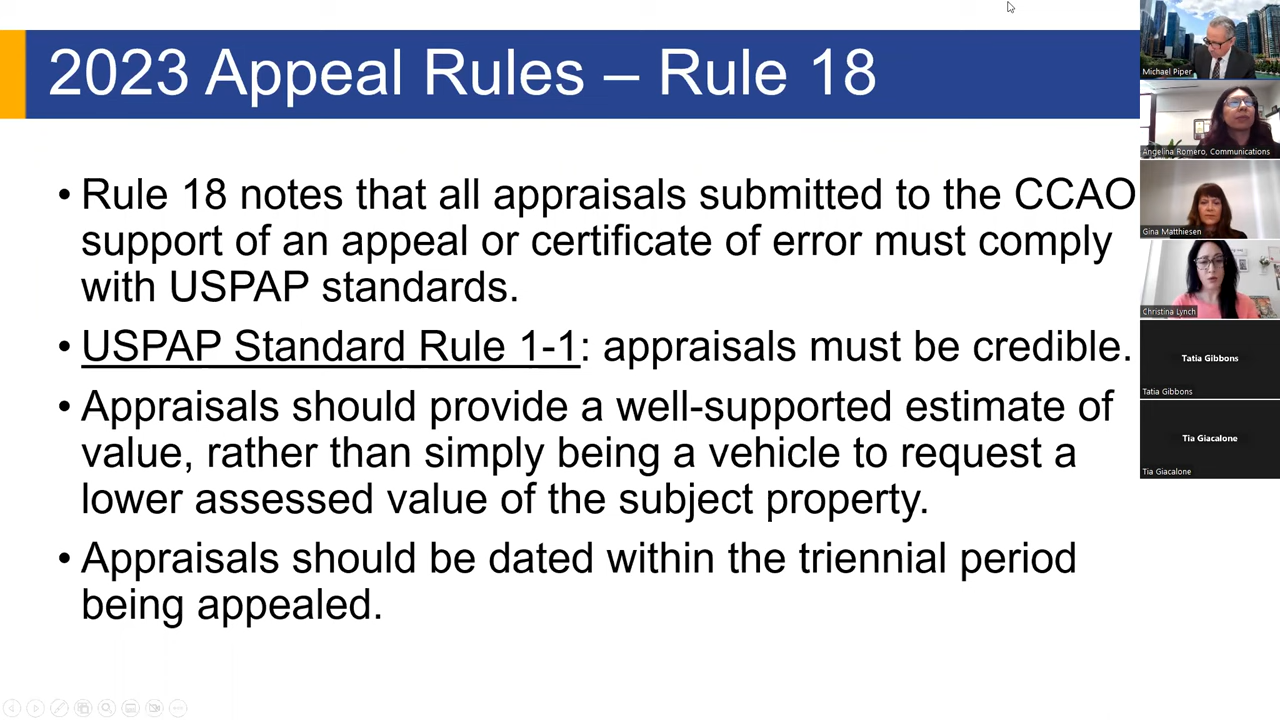 2023 Appeal Rules – Rule 18
• Rule 18 notes that all appraisals submitted to the CCAO
support of an appeal or certificate of error must comply
with USPAP standards.
• USPAP Standard Rule 1-1: appraisals must be credible.
• Appraisals should provide a well-supported estimate of
value, rather than simply being a vehicle to request a
lower assessed value of the subject property.
• Appraisals should be dated within the triennial period
being appealed.
Michael Piper
Angelina Romero, Communications
Gina Matthiesen
Christina Lynch
Tatia Gibbons
Tatia Gibbons
Tia Giacalone
Tia Giacalone